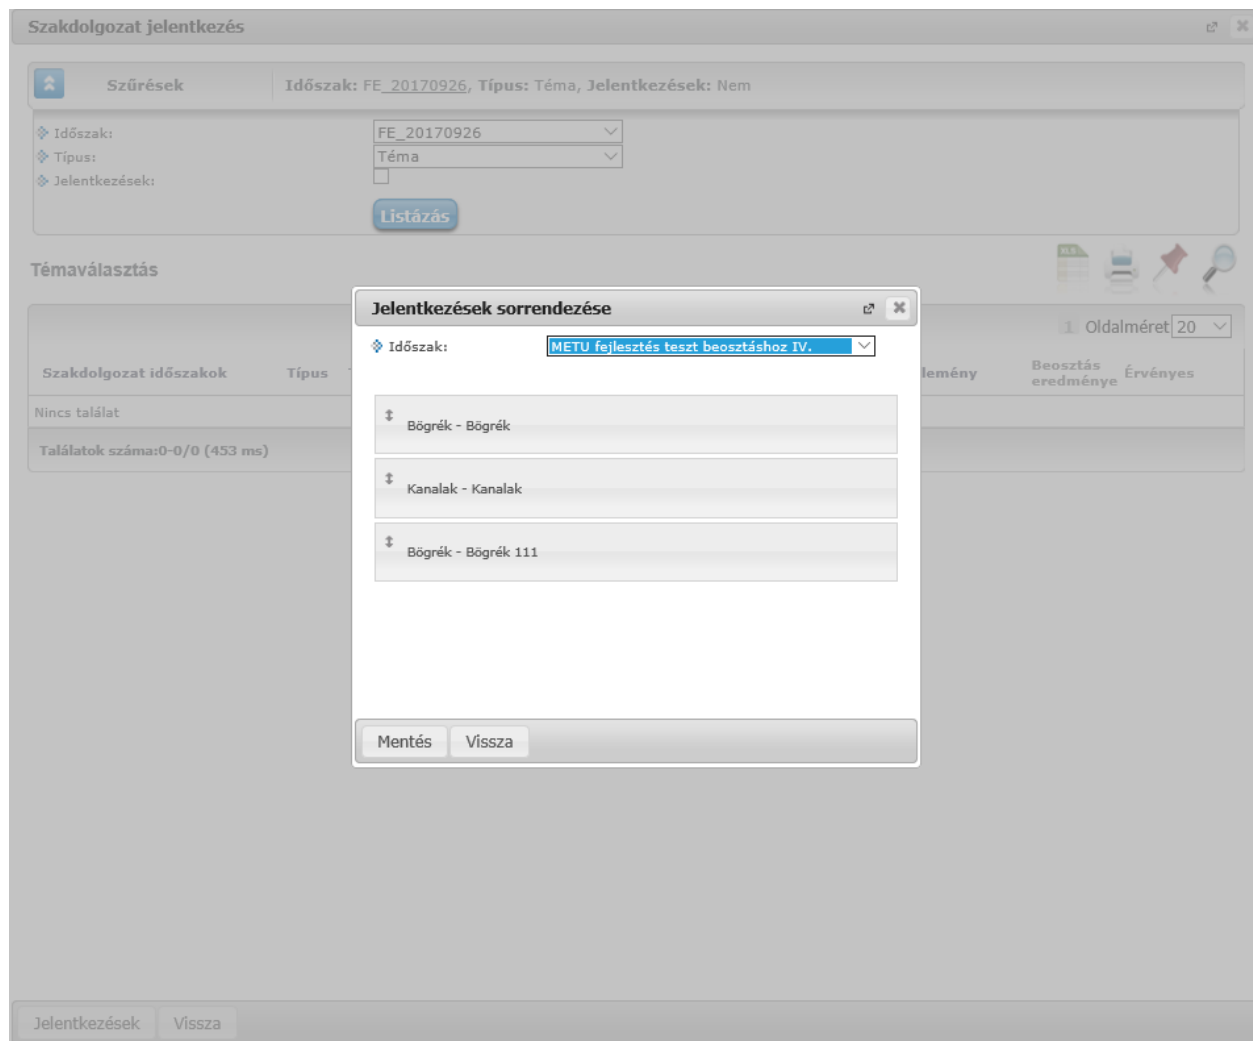 Szakdolgozat jelentkezés
Szűrések Időszak: FE_20170926, Típus: Téma, Jelentkezések: Nem
Időszak: FE_20170926
Típus: Téma
Jelentkezések:
Listázás
Témaválasztás
XLS
Jelentkezések sorrendezése
1 Oldalméret 20
Időszak: METU fejlesztés teszt beosztáshoz IV.
Szakdolgozat időszakok Típus lemény Beosztás eredménye Érvényes
Nincs találat
Találatok száma:0-0/0 (453 ms)
Bögrék - Bögrék
Kanalak - Kanalak
Bögrék - Bögrék 111
Mentés Vissza
Jelentkezések Vissza